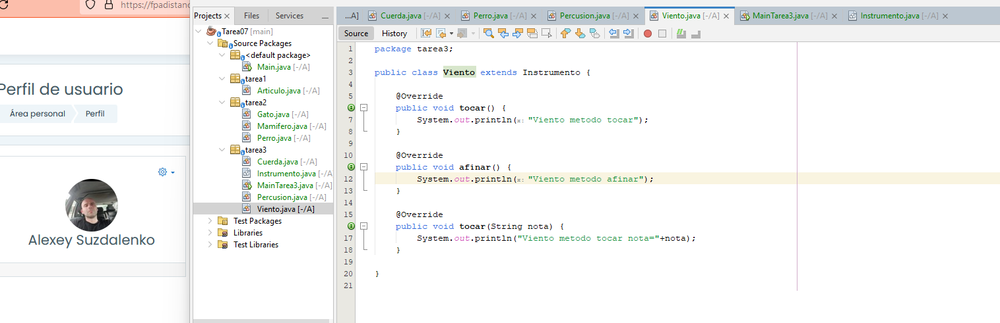 https://fpadistanc
Perfil de usuario
Área personal
Perfil
Alexey Suzdalenko
Projects
Files
Services
Tarea07 [main]
Source Packages
<default package>
Main.java [-/A]
tarea1
Articulo.java [-/A]
tarea2
Gato.java [-/A]
Mamifero.java [-/A]
Perro.java [-/A]
tarea3
Cuerda.java [-/A]
Instrumento.java [-/A
MainTarea3.java [-/A]
Percusion.java [-/A]
Viento.java [-/A]
Test Packages
Libraries
Test Libraries
...A]
Cuerda.java [-/A]
Perro.java [-/A]
Percusion.java [-/A]
Viento.java [-/A]
MainTarea3.java [-/A]
Instrumento.java [-/A]
Source
History
1 package tarea3;
2
3 public class Viento extends Instrumento {
4
5 @Override
6 public void tocar() {
7 System.out.println(x: "Viento metodo tocar");
8 }
9
10 @Override
11 public void afinar() {
12 System.out.println(x: "Viento metodo afinar");
13 }
14
15 @Override
16 public void tocar(String nota) {
17 System.out.println("Viento metodo tocar nota="+nota);
18 }
19
20 }
21